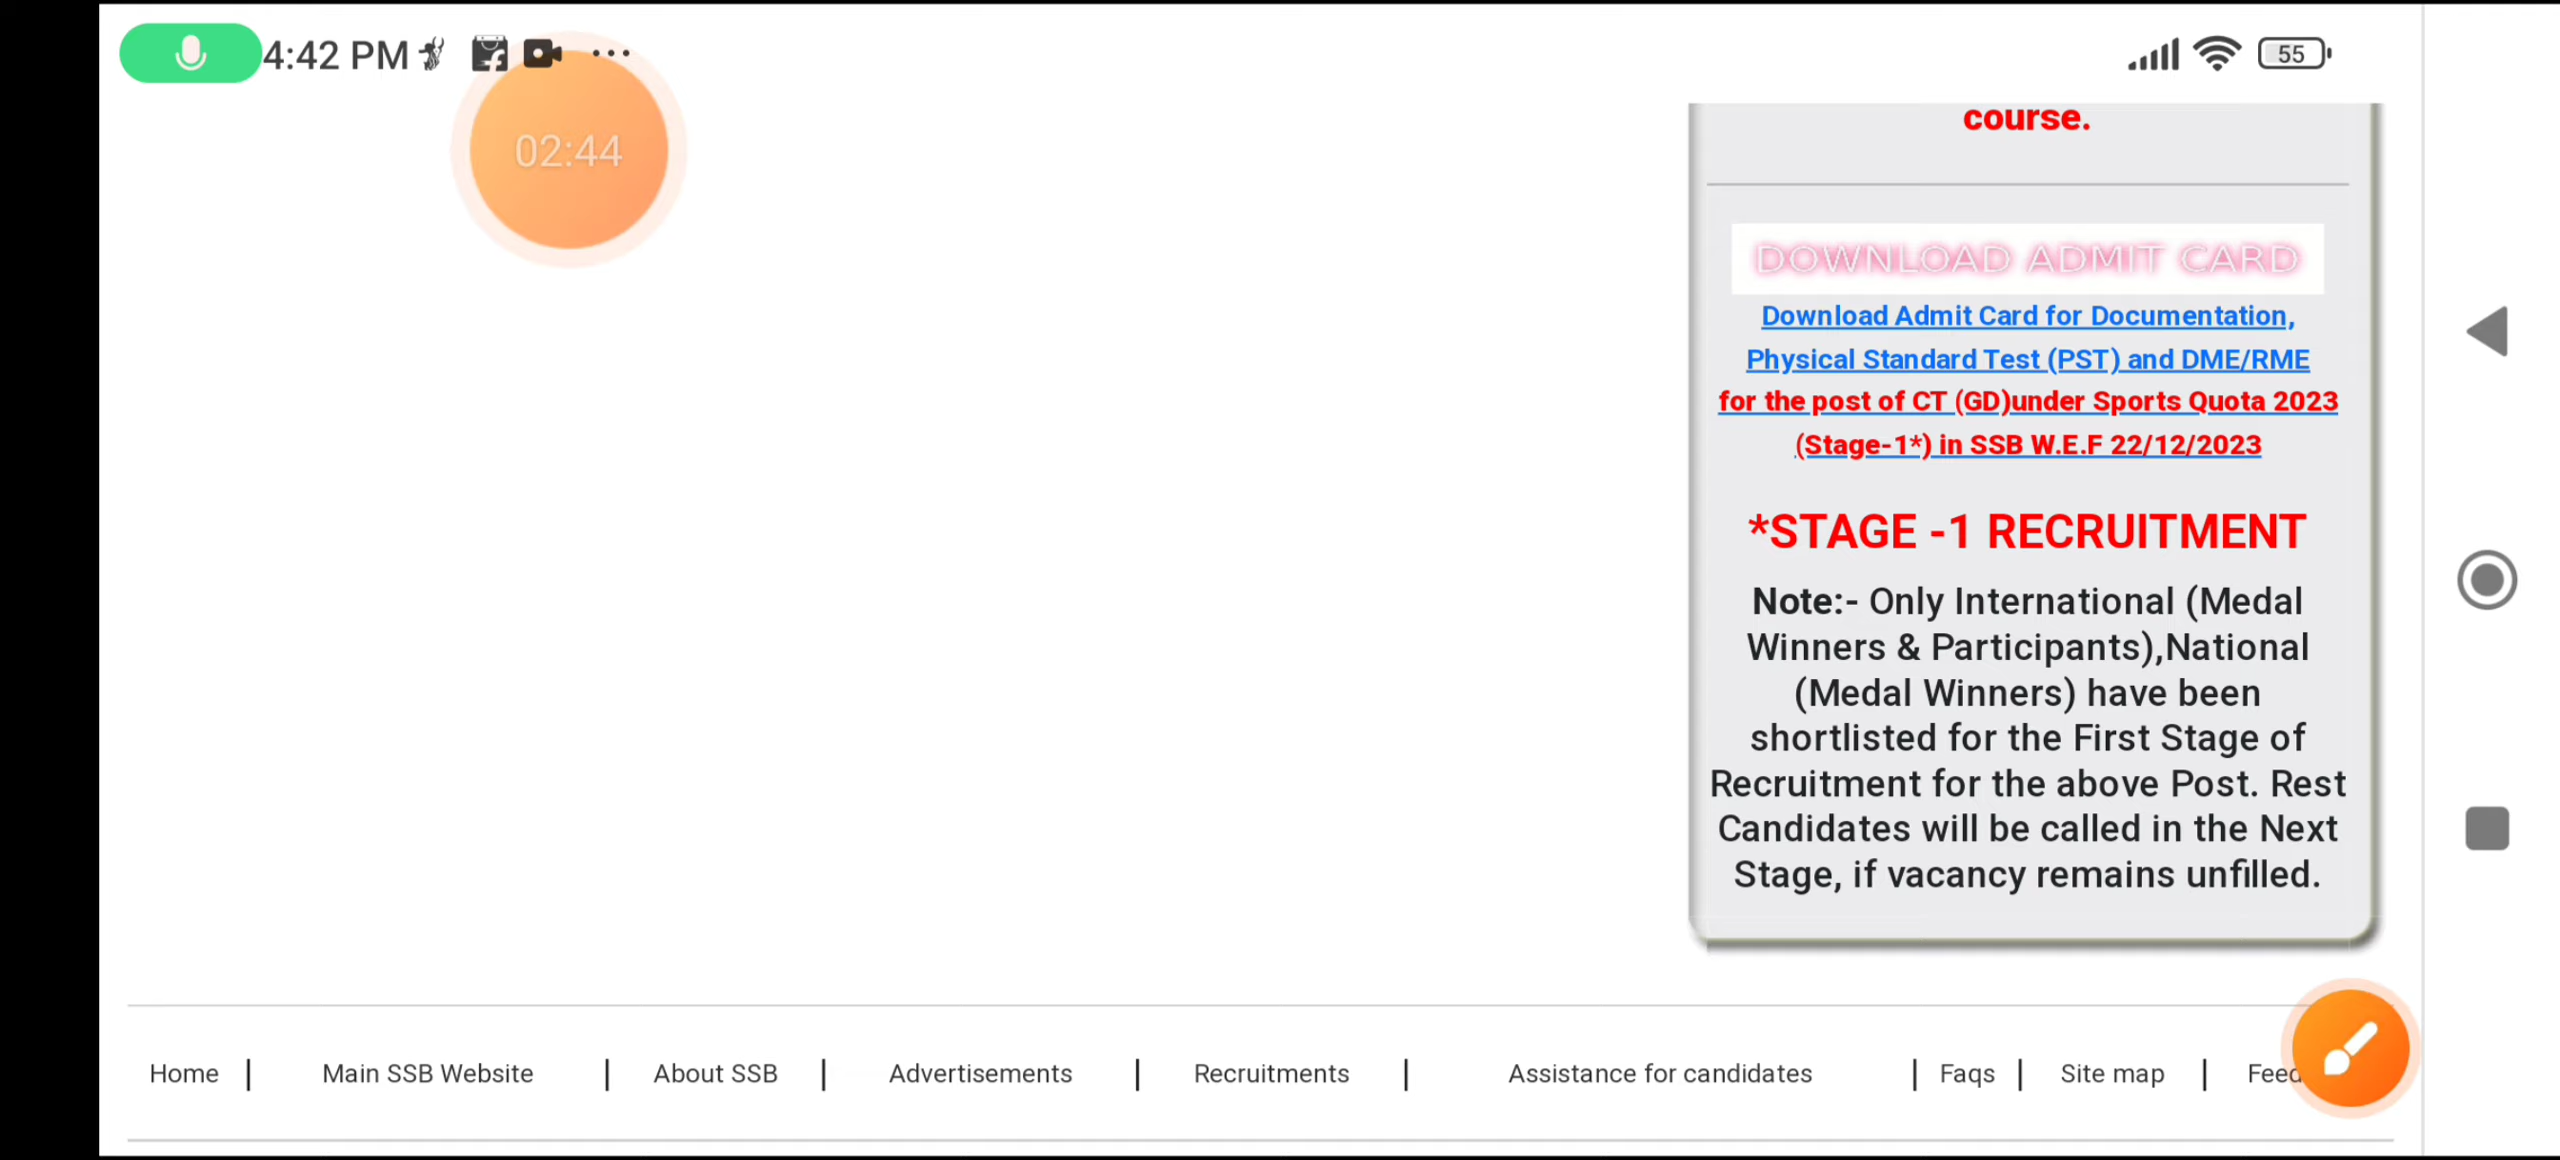 4:42 PM
55
02:44
course.
DOWNLOAD ADMIT CARD
Download Admit Card for Documentation,
Physical Standard Test (PST) and DME/RME
for the post of CT (GD)under Sports Quota 2023
(Stage-1*) in SSB W.E.F 22/12/2023
*STAGE -1 RECRUITMENT
Note:- Only International (Medal
Winners & Participants),National
(Medal Winners) have been
shortlisted for the First Stage of
Recruitment for the above Post. Rest
Candidates will be called in the Next
Stage, if vacancy remains unfilled.
Home | Main SSB Website | About SSB | Advertisements | Recruitments | Assistance for candidates | Faqs | Site map | Feed